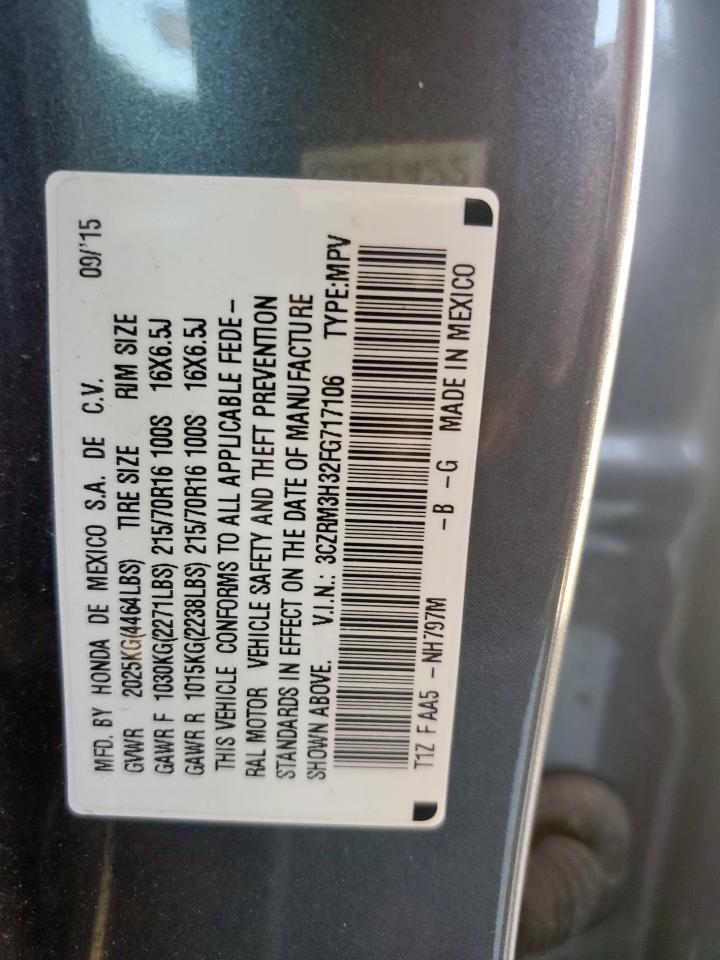 MFD. BY HONDA DE MEXICO S.A. DE C.V. 09/'15
GVWR 2025KG(4464LBS) TIRE SIZE RIM SIZE
GAWR F 1030KG(2271LBS) 215/70R16 100S 16X6.5J
GAWR R 1015KG(2238LBS) 215/70R16 100S 16X6.5J
THIS VEHICLE CONFORMS TO ALL APPLICABLE FEDE-
RAL MOTOR VEHICLE SAFETY AND THEFT PREVENTION
STANDARDS IN EFFECT ON THE DATE OF MANUFACTURE
SHOWN ABOVE. V.I.N.: 3CZRM3H32FG717106 TYPE:MPV
T1Z F AA5 -NH797M -B -G MADE IN MEXICO